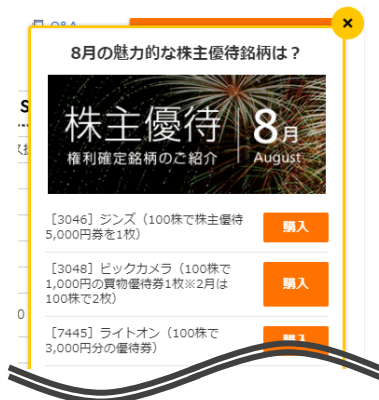 Q&A
×
8月の魅力的な株主優待銘柄は？
株主優待
権利確定銘柄のご紹介
8月
August
［3046］ジンズ（100株で株主優待
5,000円券を1枚）
購入
［3048］ビックカメラ（100株で
1,000円の買物優待券1枚※2月は
100株で2枚）
購入
［7445］ライトオン（100株で
3,000円分の優待券）
購入